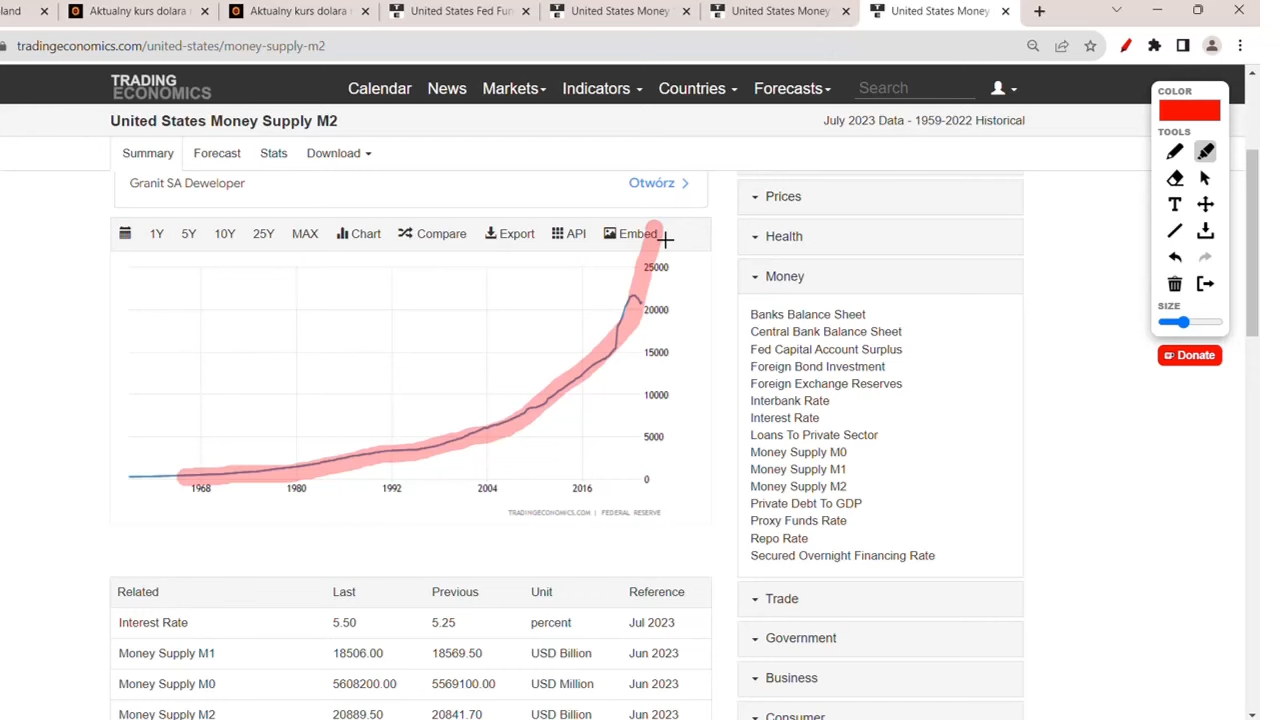 oland
Aktualny kurs dolara
Aktualny kurs dolara
United States Fed Fun
United States Money
United States Money
United States Money
tradingeconomics.com/united-states/money-supply-m2
TRADING ECONOMICS
Calendar News Markets Indicators Countries Forecasts Search
United States Money Supply M2
July 2023 Data - 1959-2022 Historical
Summary Forecast Stats Download
Granit SA Deweloper Otwórz
1Y 5Y 10Y 25Y MAX Chart Compare Export API Embed
25000
20000
15000
10000
5000
0
1968 1980 1992 2004 2016
TRADINGECONOMICS.COM | FEDERAL RESERVE
Related Last Previous Unit Reference
Interest Rate 5.50 5.25 percent Jul 2023
Money Supply M1 18506.00 18569.50 USD Billion Jun 2023
Money Supply M0 5608200.00 5569100.00 USD Million Jun 2023
Money Supply M2 20889.50 20841.70 USD Billion Jun 2023
Prices
Health
Money
Banks Balance Sheet
Central Bank Balance Sheet
Fed Capital Account Surplus
Foreign Bond Investment
Foreign Exchange Reserves
Interbank Rate
Interest Rate
Loans To Private Sector
Money Supply M0
Money Supply M1
Money Supply M2
Private Debt To GDP
Proxy Funds Rate
Repo Rate
Secured Overnight Financing Rate
Trade
Government
Business
Consumer
COLOR
TOOLS
T
SIZE
Donate